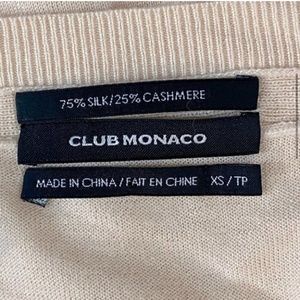 75% SILK/25% CASHMERE
CLUB MONACO
MADE IN CHINA / FAIT EN CHINE XS / TP